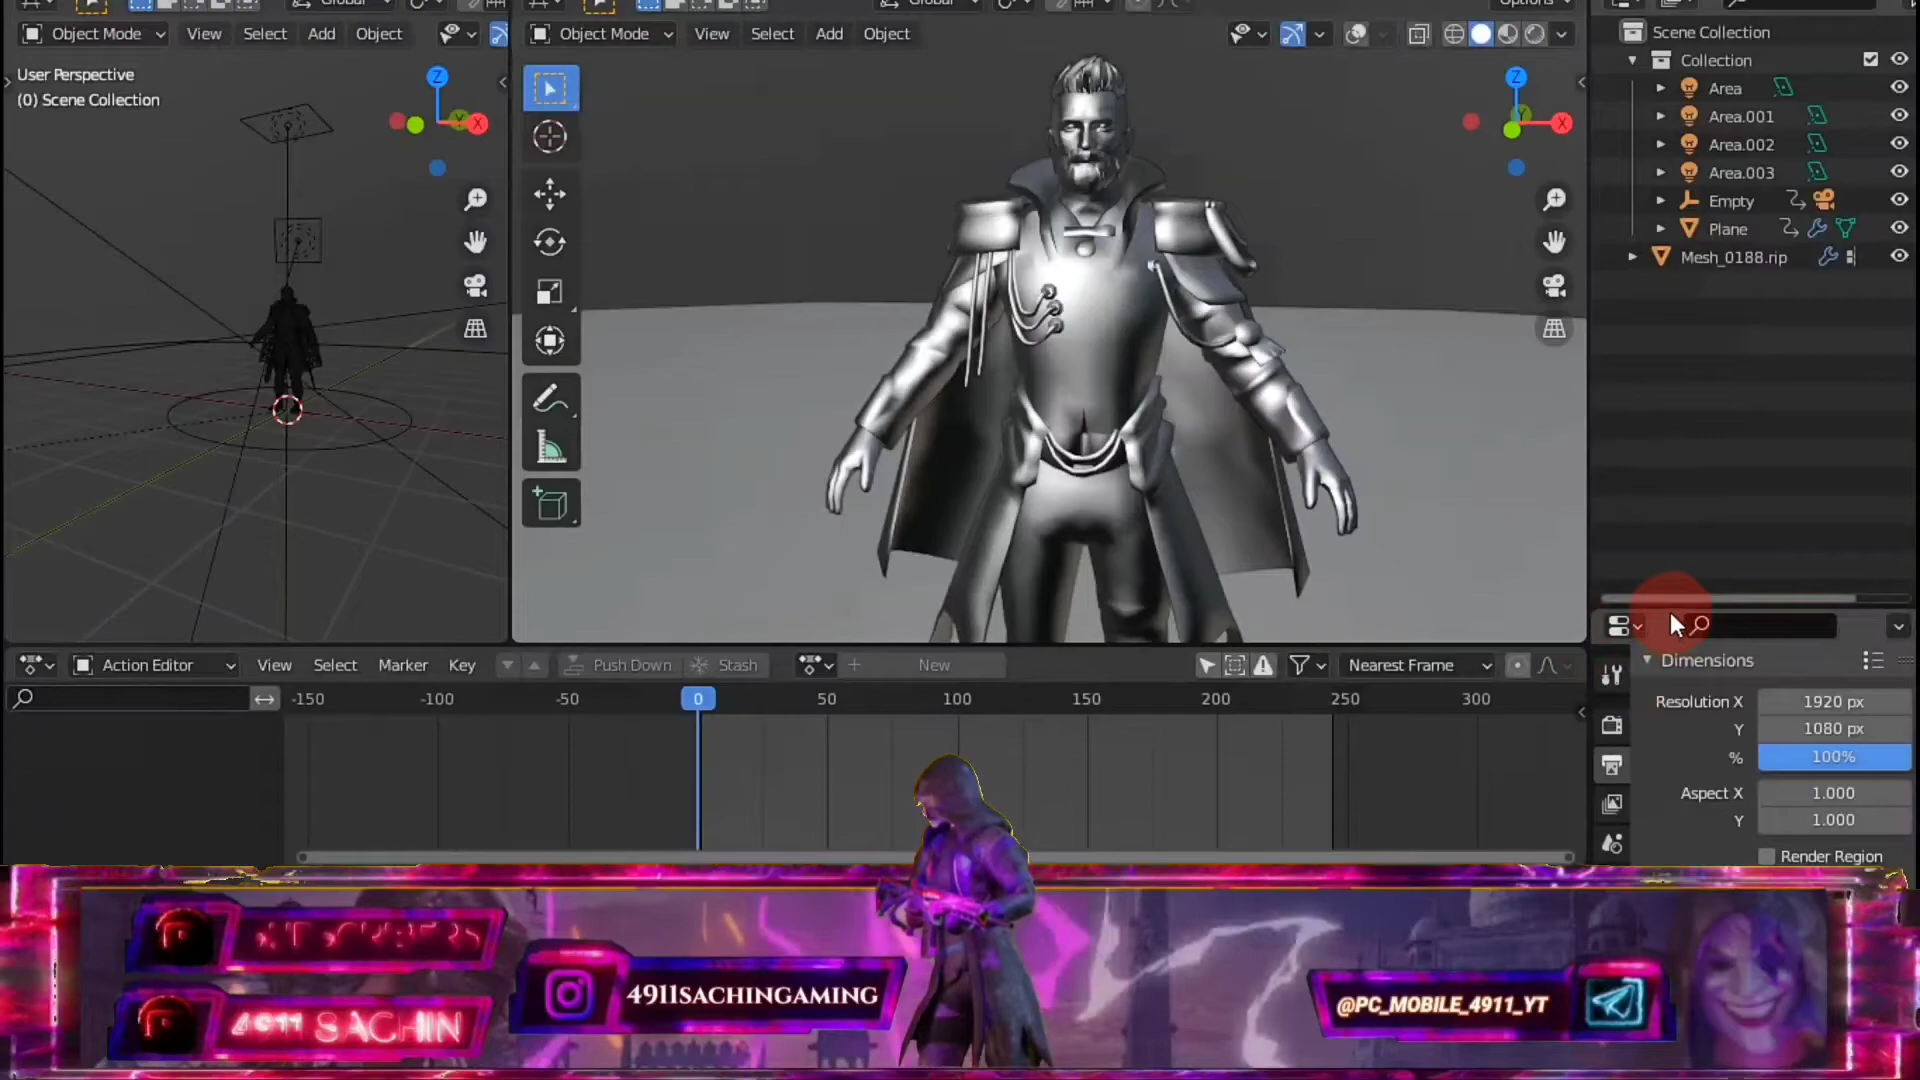 Global
Global
Options
Object Mode View Select Add Object
Object Mode View Select Add Object
User Perspective
(0) Scene Collection
Z
X
Z
X
Scene Collection
Collection
Area
Area.001
Area.002
Area.003
Empty
Plane
Mesh_0188.rip
Action Editor View Select Marker Key Push Down Stash New Nearest Frame
-150 -100 -50 0 50 100 150 200 250 300
Dimensions
Resolution X 1920 px
Y 1080 px
% 100%
Aspect X 1.000
Y 1.000
Render Region
4911 SACHIN
4911SACHINGAMING
@PC_MOBILE_4911_YT